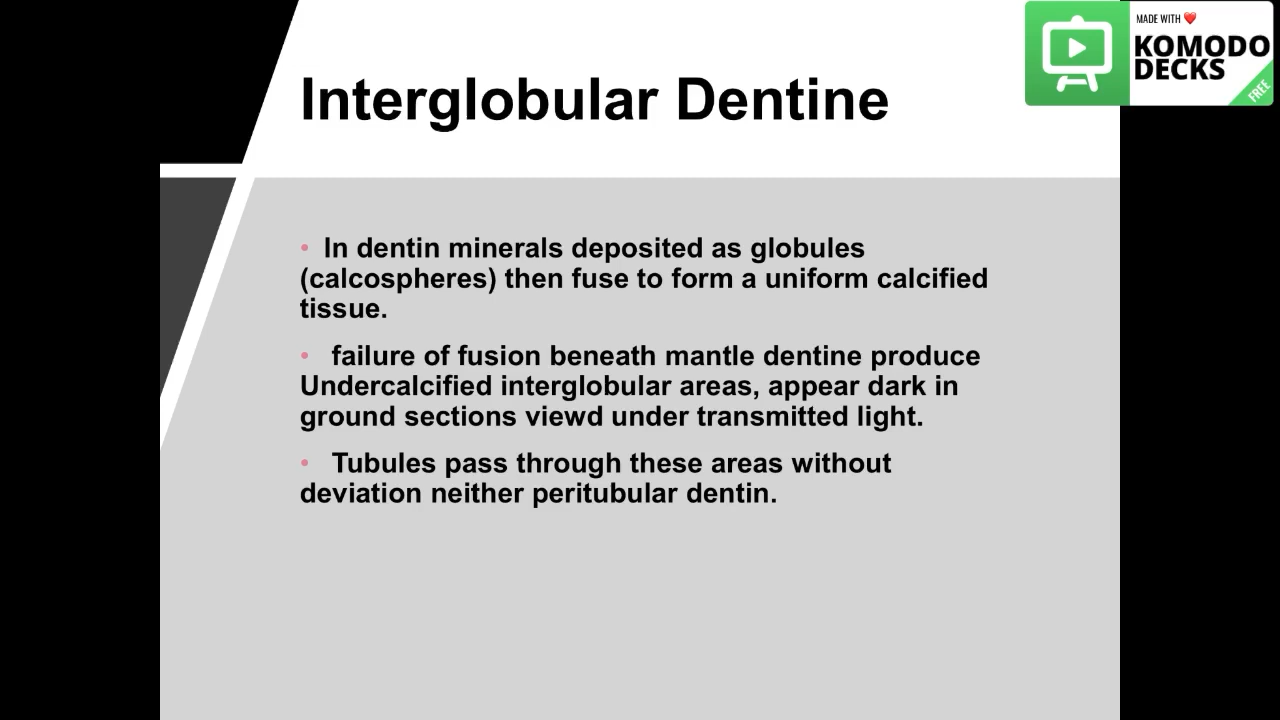 MADE WITH ❤️
KOMODO
DECKS
FREE
Interglobular Dentine
• In dentin minerals deposited as globules
(calcospheres) then fuse to form a uniform calcified
tissue.
• failure of fusion beneath mantle dentine produce
Undercalcified interglobular areas, appear dark in
ground sections viewd under transmitted light.
• Tubules pass through these areas without
deviation neither peritubular dentin.